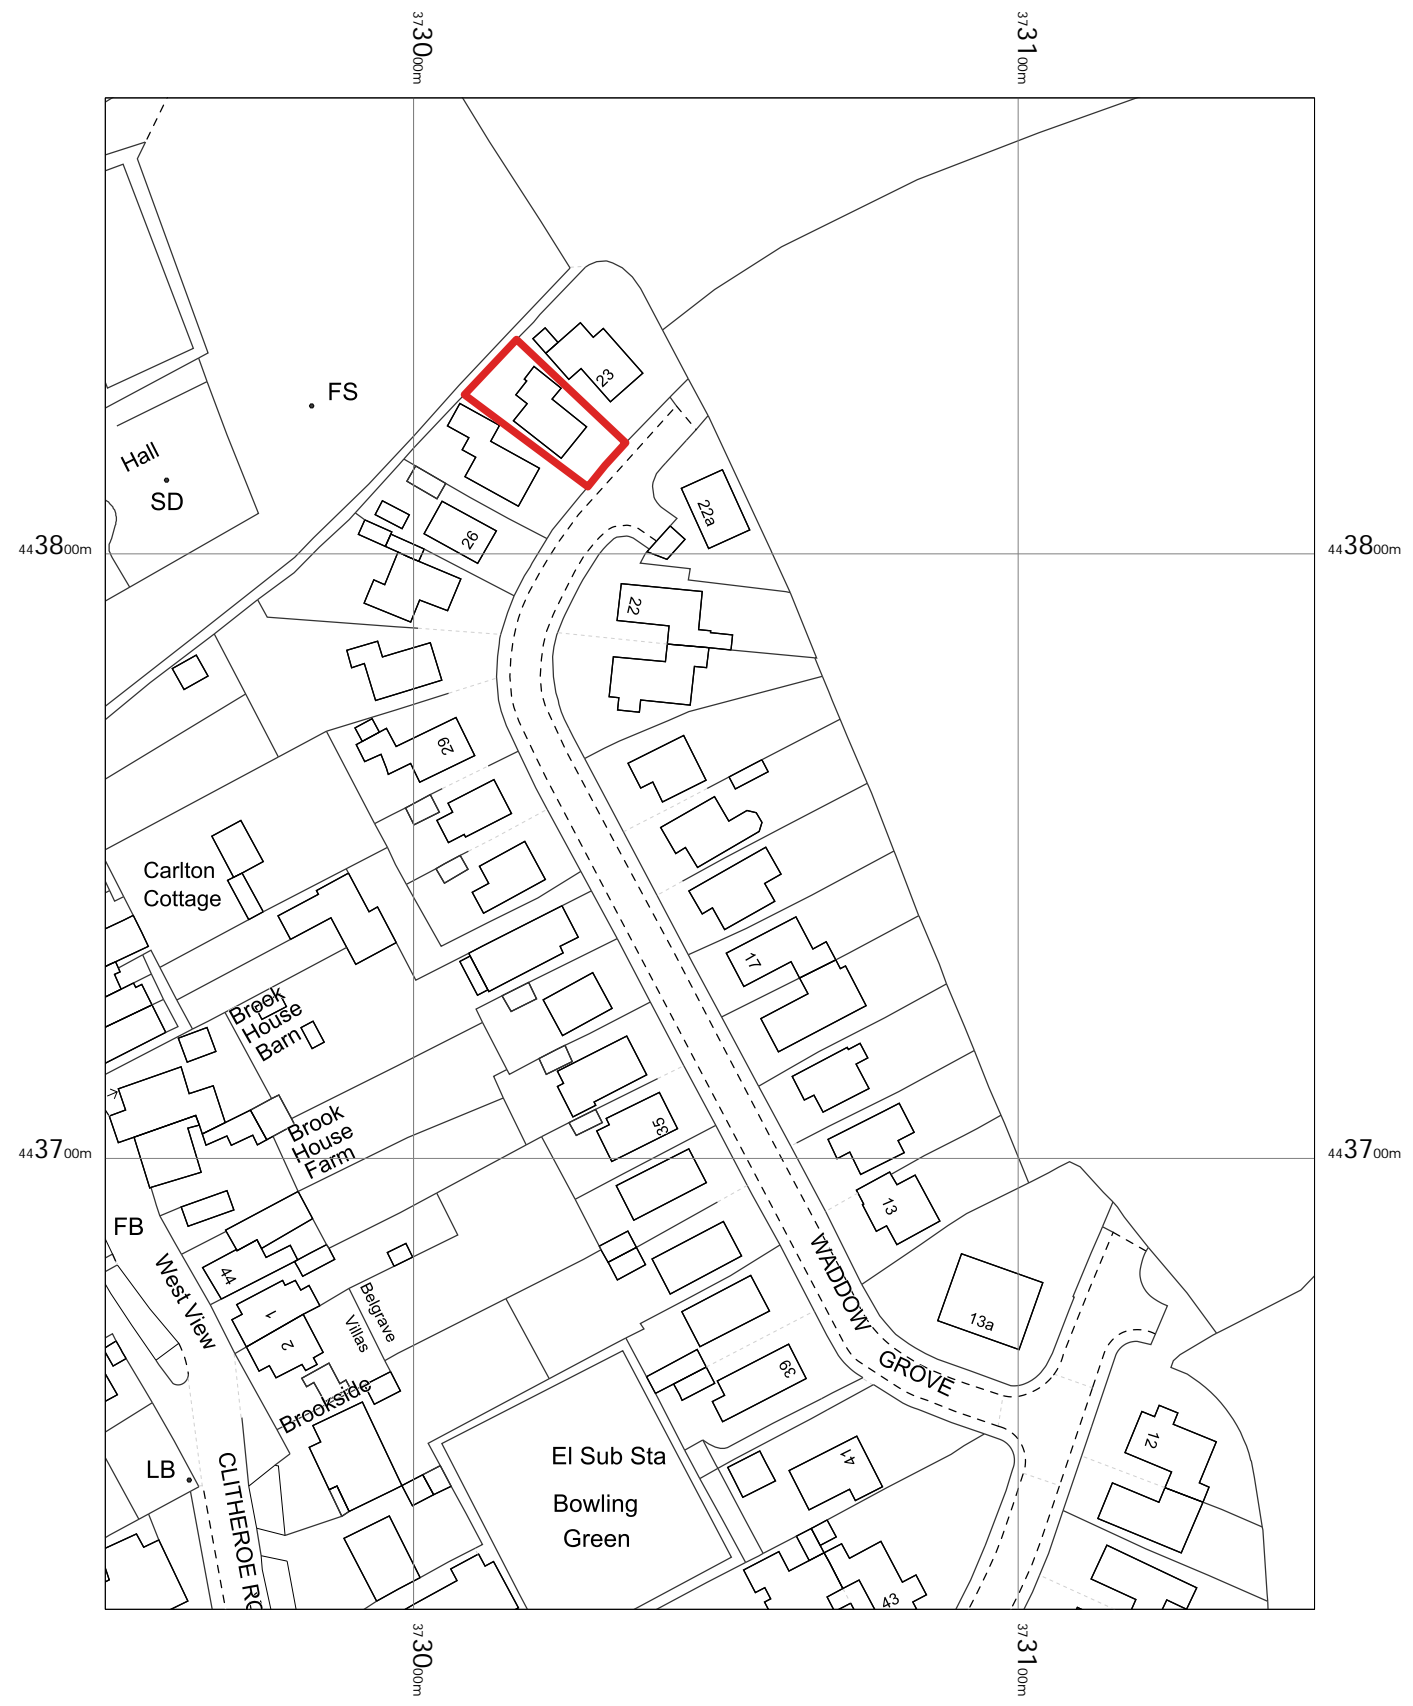 3730 00m
3731 00m
FS
23
Hall
SD
22a
26
4438 00m
4438 00m
22
29
Carlton
Cottage
17
Brook
House
Barn
35
Brook
House
Farm
4437 00m
4437 00m
13
FB
WADDOW
GROVE
West View
44
1
2
Belgrave
Villas
13a
39
Brookside
12
El Sub Sta
41
LB
CLITHEROE RO
Bowling
Green
43
3730 00m
3731 00m